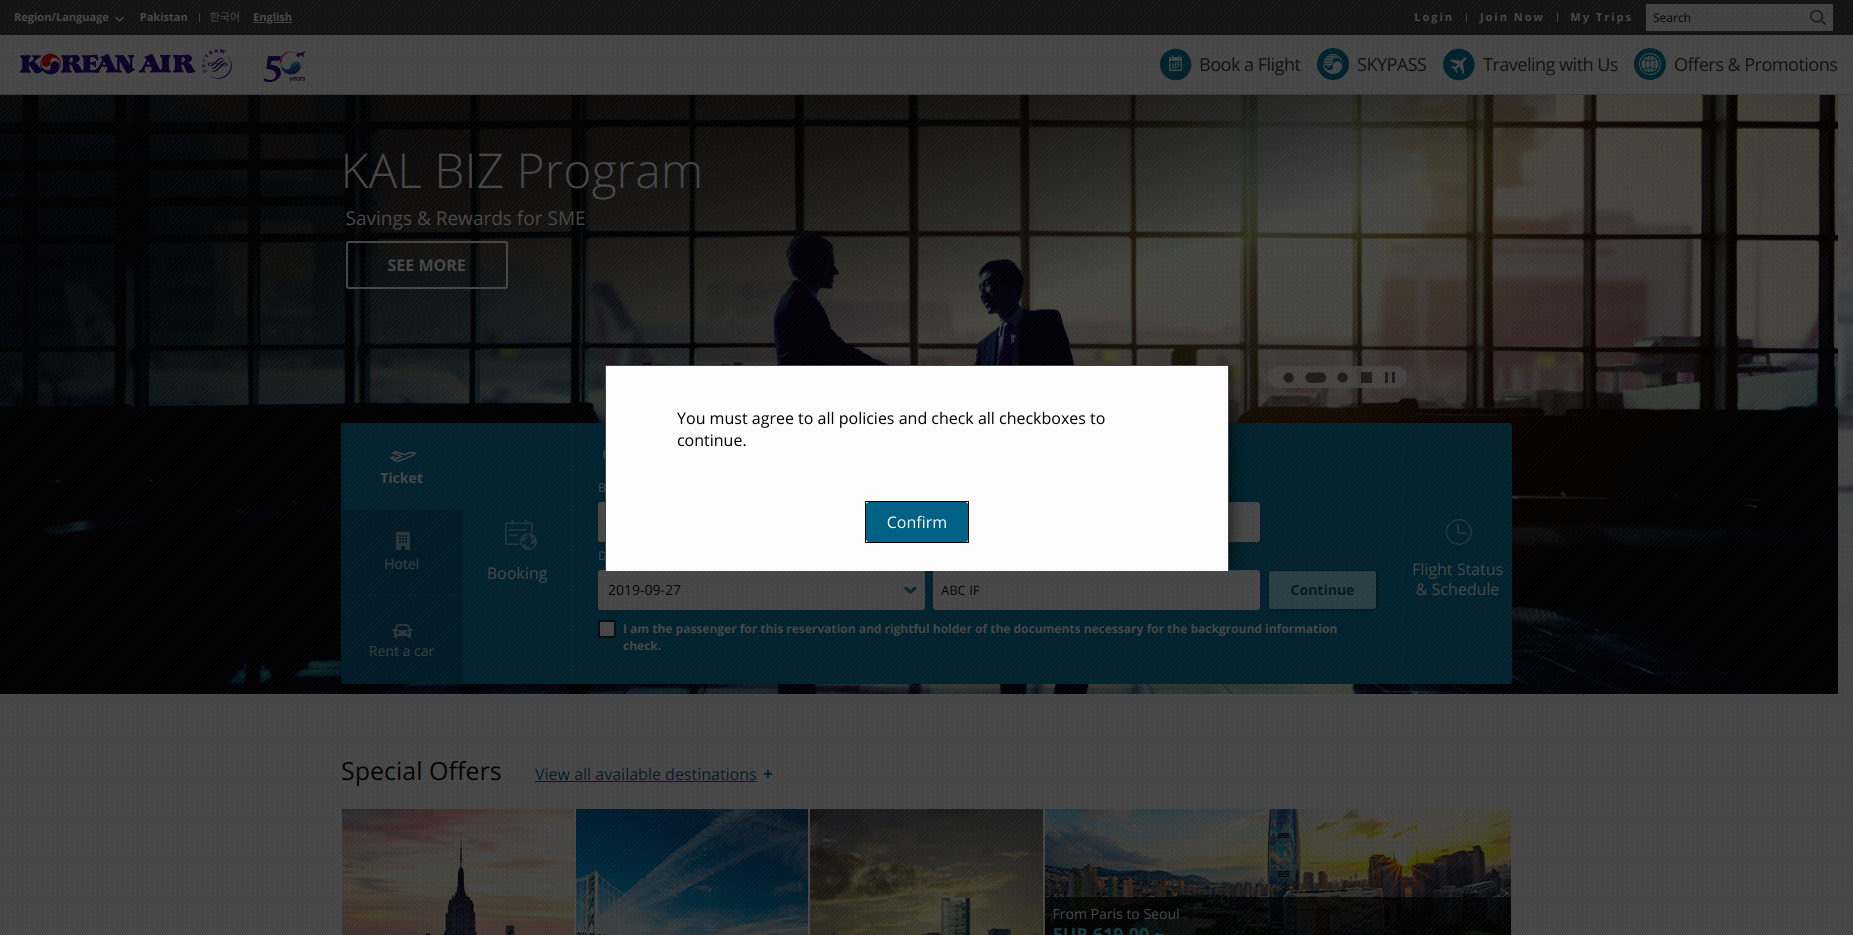 Region/Language Pakistan | 한국어 English
Login | Join Now | My Trips Search
KOREAN AIR 50 years
Book a Flight SKYPASS Traveling with Us Offers & Promotions
KAL BIZ Program
Savings & Rewards for SME
SEE MORE
You must agree to all policies and check all checkboxes to
continue.
Confirm
Ticket
Hotel
Rent a car
Booking
B
D
2019-09-27 ABC IF Continue
I am the passenger for this reservation and rightful holder of the documents necessary for the background information
check.
Flight Status
& Schedule
Special Offers View all available destinations +
From Paris to Seoul
EUR 619.00 ~